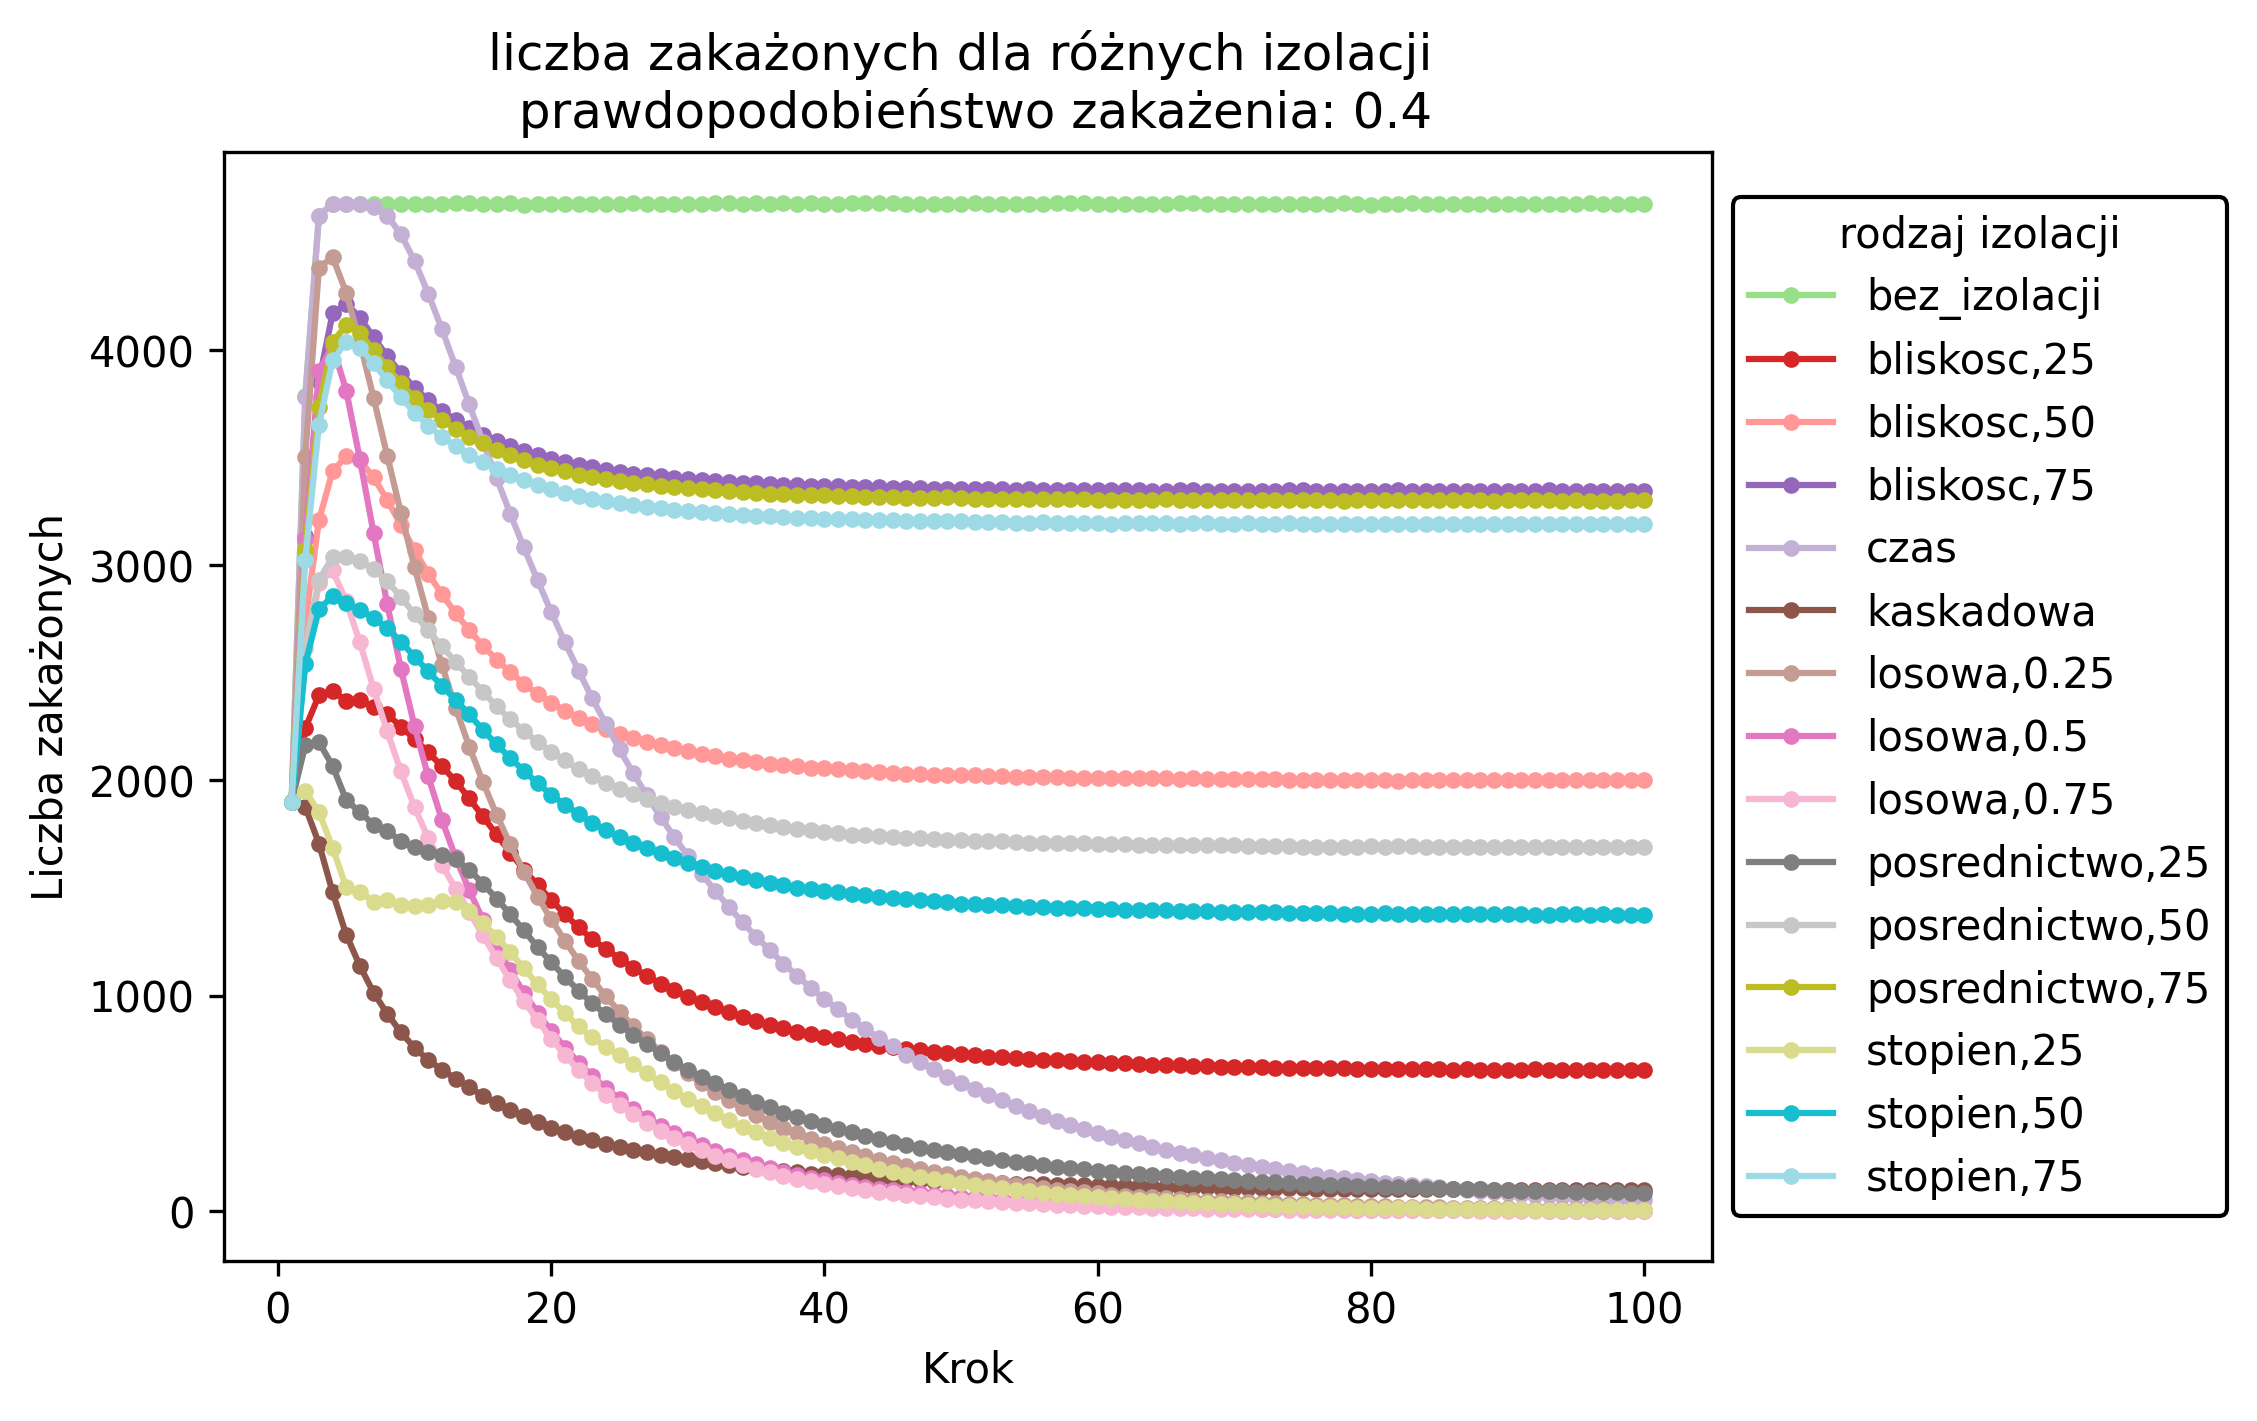 liczba zakażonych dla różnych izolacji
prawdopodobieństwo zakażenia: 0.4
Liczba zakażonych
4000
3000
2000
1000
0
0 20 40 60 80 100
Krok
rodzaj izolacji
bez_izolacji
bliskosc,25
bliskosc,50
bliskosc,75
czas
kaskadowa
losowa,0.25
losowa,0.5
losowa,0.75
posrednictwo,25
posrednictwo,50
posrednictwo,75
stopien,25
stopien,50
stopien,75